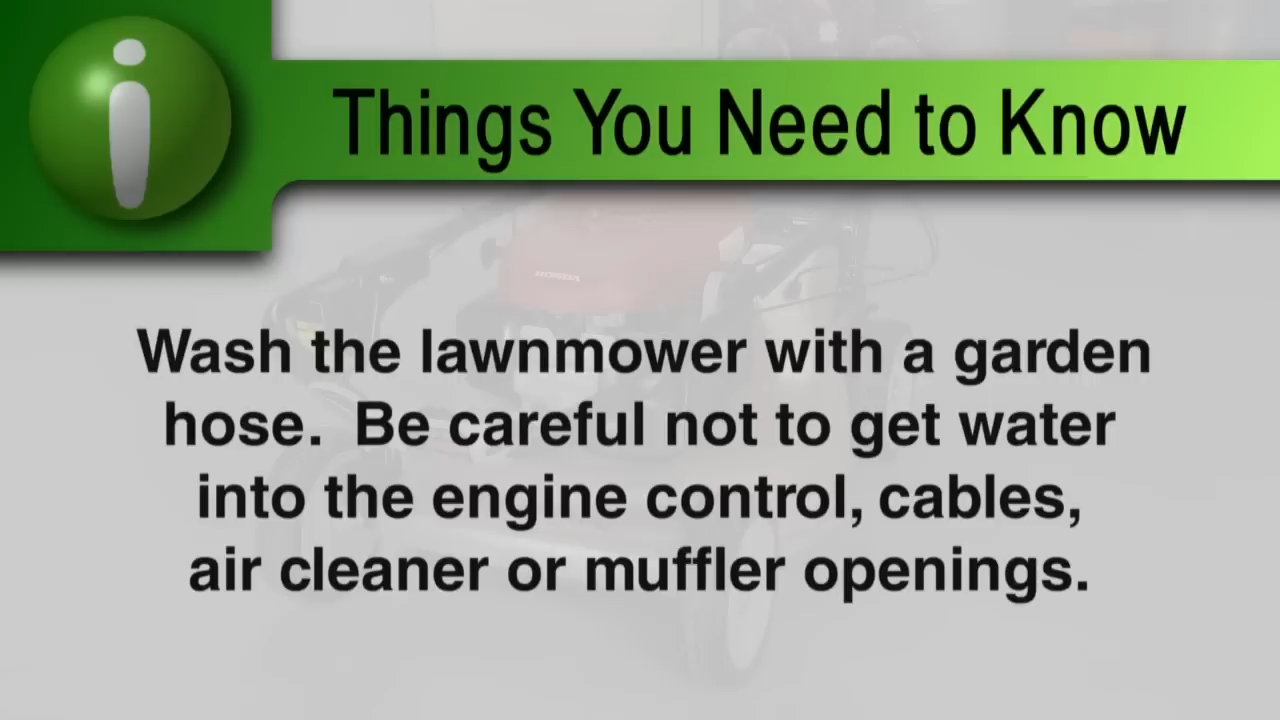 Things You Need to Know
HONDA
Wash the lawnmower with a garden
hose. Be careful not to get water
into the engine control, cables,
air cleaner or muffler openings.